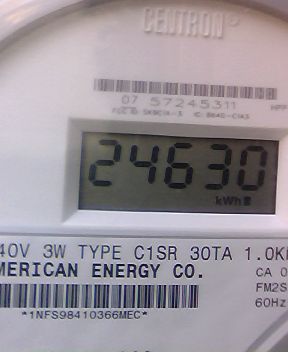 CENTRON®
07 57245311
24630
kWh
40V 3W TYPE C1SR 30TA 1.0K
MERICAN ENERGY CO.
CA 0
FM2S
60Hz
*1NFS98410366MEC*